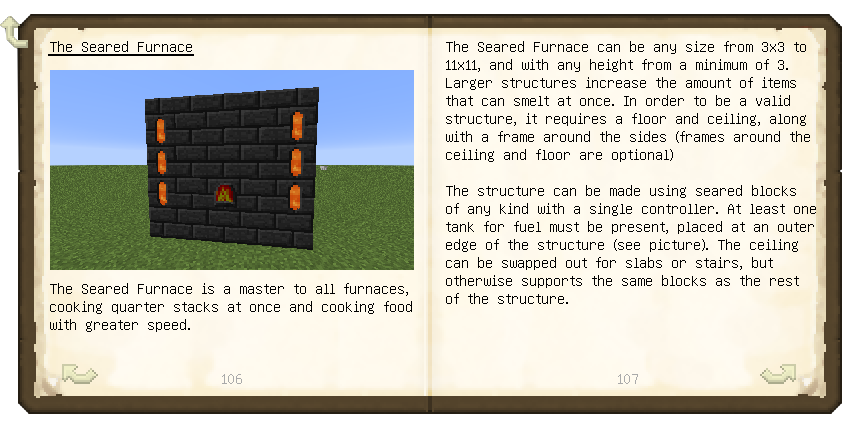 The Seared Furnace
The Seared Furnace is a master to all furnaces,
cooking quarter stacks at once and cooking food
with greater speed.
106
The Seared Furnace can be any size from 3x3 to
11x11, and with any height from a minimum of 3.
Larger structures increase the amount of items
that can smelt at once. In order to be a valid
structure, it requires a floor and ceiling, along
with a frame around the sides (frames around the
ceiling and floor are optional)
The structure can be made using seared blocks
of any kind with a single controller. At least one
tank for fuel must be present, placed at an outer
edge of the structure (see picture). The ceiling
can be swapped out for slabs or stairs, but
otherwise supports the same blocks as the rest
of the structure.
107